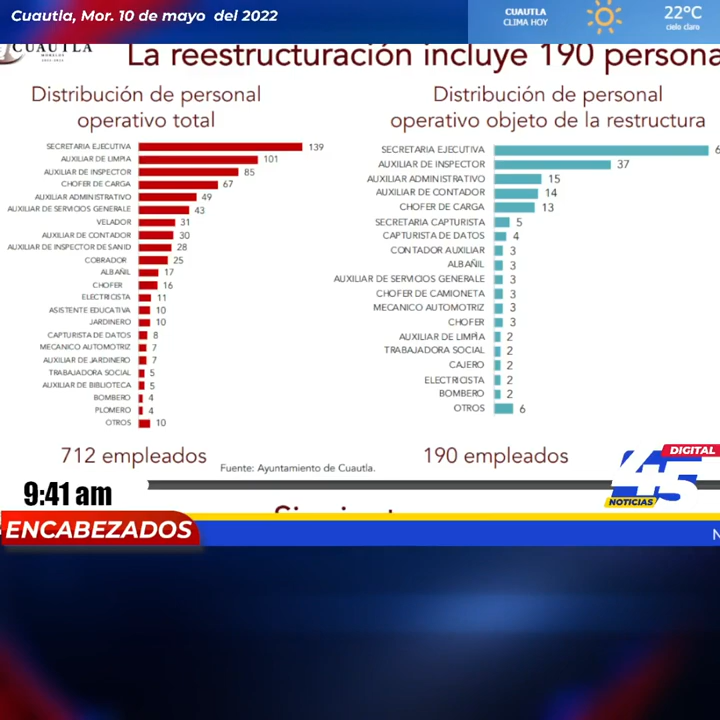 Cuautla, Mor. 10 de mayo del 2022
CUAUTLA
CLIMA HOY
22°C
cielo claro
CUAUTLA
La reestructuración incluye 190 persona
Distribución de personal
operativo total
SECRETARIA EJECUTIVA 139
AUXILIAR DE LIMPIA 101
AUXILIAR DE INSPECTOR 85
CHOFER DE CARGA 67
AUXILIAR ADMINISTRATIVO 49
AUXILIAR DE SERVICIOS GENERALE 43
VELADOR 31
AUXILIAR DE CONTADOR 30
AUXILIAR DE INSPECTOR DE SANID 28
COBRADOR 25
ALBAÑIL 17
CHOFER 16
ELECTRICISTA 11
ASISTENTE EDUCATIVA 10
JARDINERO 10
CAPTURISTA DE DATOS 8
MECANICO AUTOMOTRIZ 7
AUXILIAR DE JARDINERO 7
TRABAJADORA SOCIAL 5
AUXILIAR DE BIBLIOTECA 5
BOMBERO 4
PLOMERO 4
OTROS 10
712 empleados
Distribución de personal
operativo objeto de la restructura
SECRETARIA EJECUTIVA 6
AUXILIAR DE INSPECTOR 37
AUXILIAR ADMINISTRATIVO 15
AUXILIAR DE CONTADOR 14
CHOFER DE CARGA 13
SECRETARIA CAPTURISTA 5
CAPTURISTA DE DATOS 4
CONTADOR AUXILIAR 3
ALBAÑIL 3
AUXILIAR DE SERVICIOS GENERALE 3
CHOFER DE CAMIONETA 3
MECANICO AUTOMOTRIZ 3
CHOFER 3
AUXILIAR DE LIMPÍA 2
TRABAJADORA SOCIAL 2
CAJERO 2
ELECTRICISTA 2
BOMBERO 2
OTROS 6
190 empleados
Fuente: Ayuntamiento de Cuautla.
DIGITAL
45
NOTICIAS
9:41 am
ENCABEZADOS
N